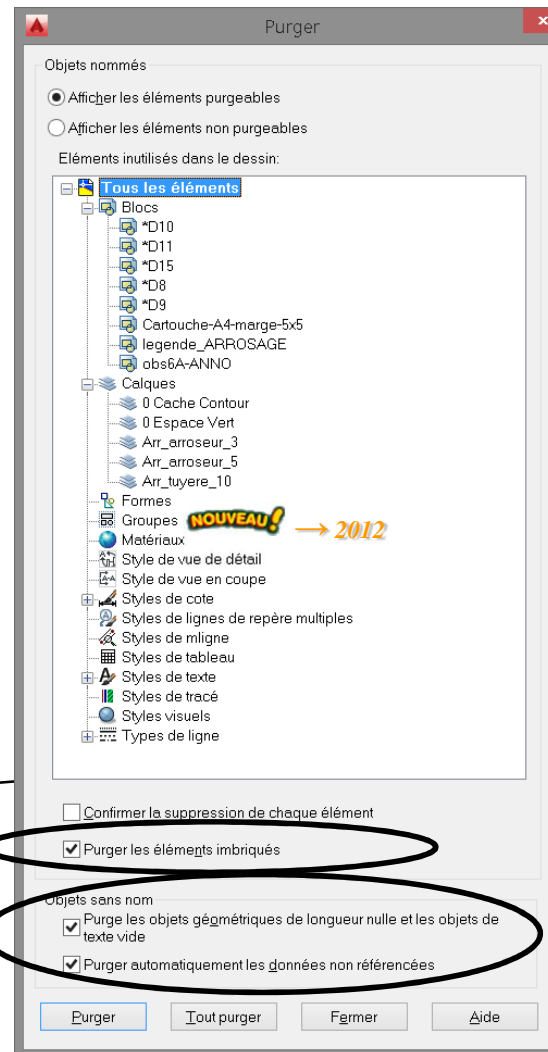 Purger
Objets nommés
Afficher les éléments purgeables
Afficher les éléments non purgeables
Eléments inutilisés dans le dessin:
Tous les éléments
Blocs
*D10
*D11
*D15
*D8
*D9
Cartouche-A4-marge-5x5
legende_ARROSAGE
obs6A-ANNO
Calques
0 Cache Contour
0 Espace Vert
Arr_arroseur_3
Arr_arroseur_5
Arr_tuyere_10
Formes
Groupes NOUVEAU! → 2012
Matériaux
Style de vue de détail
Style de vue en coupe
Styles de cote
Styles de lignes de repère multiples
Styles de mligne
Styles de tableau
Styles de texte
Styles de tracé
Styles visuels
Types de ligne
Confirmer la suppression de chaque élément
Purger les éléments imbriqués
Objets sans nom
Purge les objets géométriques de longueur nulle et les objets de
texte vide
Purger automatiquement les données non référencées
Purger Tout purger Fermer Aide